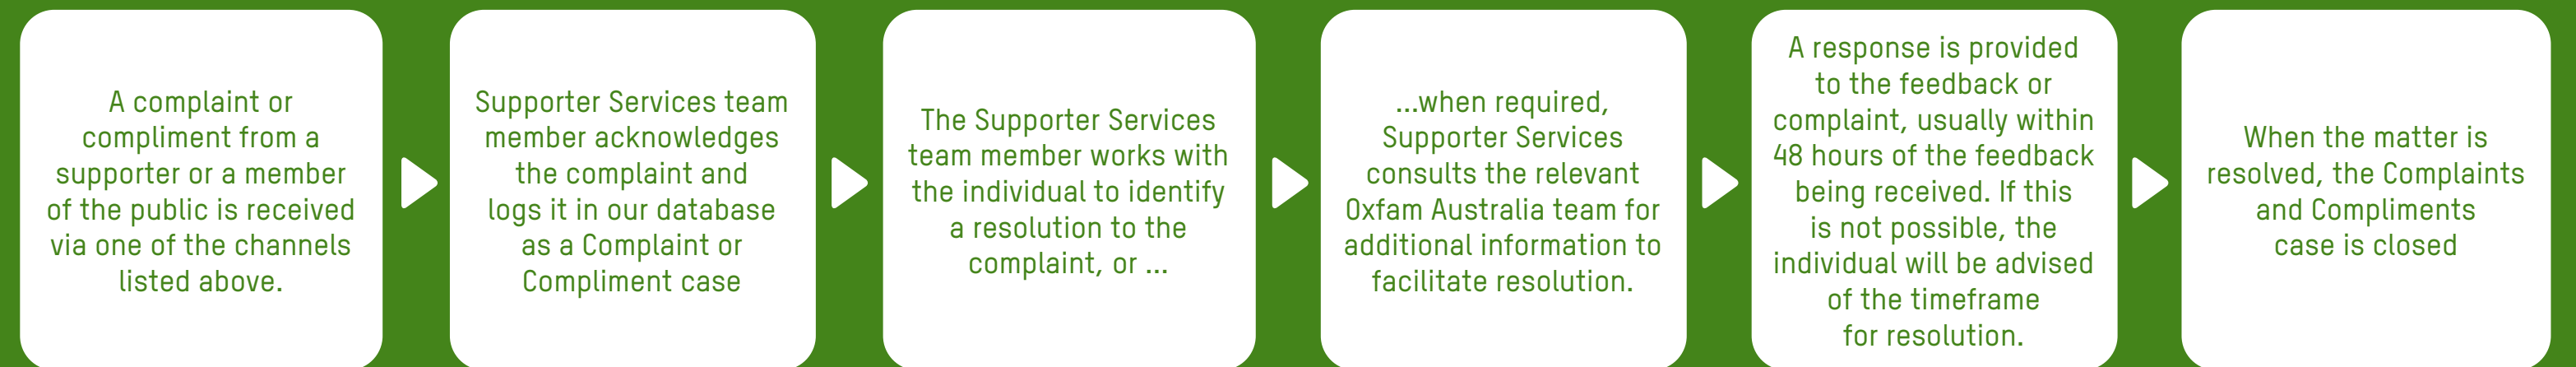 A complaint or
compliment from a
supporter or a member
of the public is received
via one of the channels
listed above.
Supporter Services team
member acknowledges
the complaint and
logs it in our database
as a Complaint or
Compliment case
The Supporter Services
team member works with
the individual to identify
a resolution to the
complaint, or ...
...when required,
Supporter Services
consults the relevant
Oxfam Australia team for
additional information to
facilitate resolution.
A response is provided
to the feedback or
complaint, usually within
48 hours of the feedback
being received. If this
is not possible, the
individual will be advised
of the timeframe
for resolution.
When the matter is
resolved, the Complaints
and Compliments
case is closed